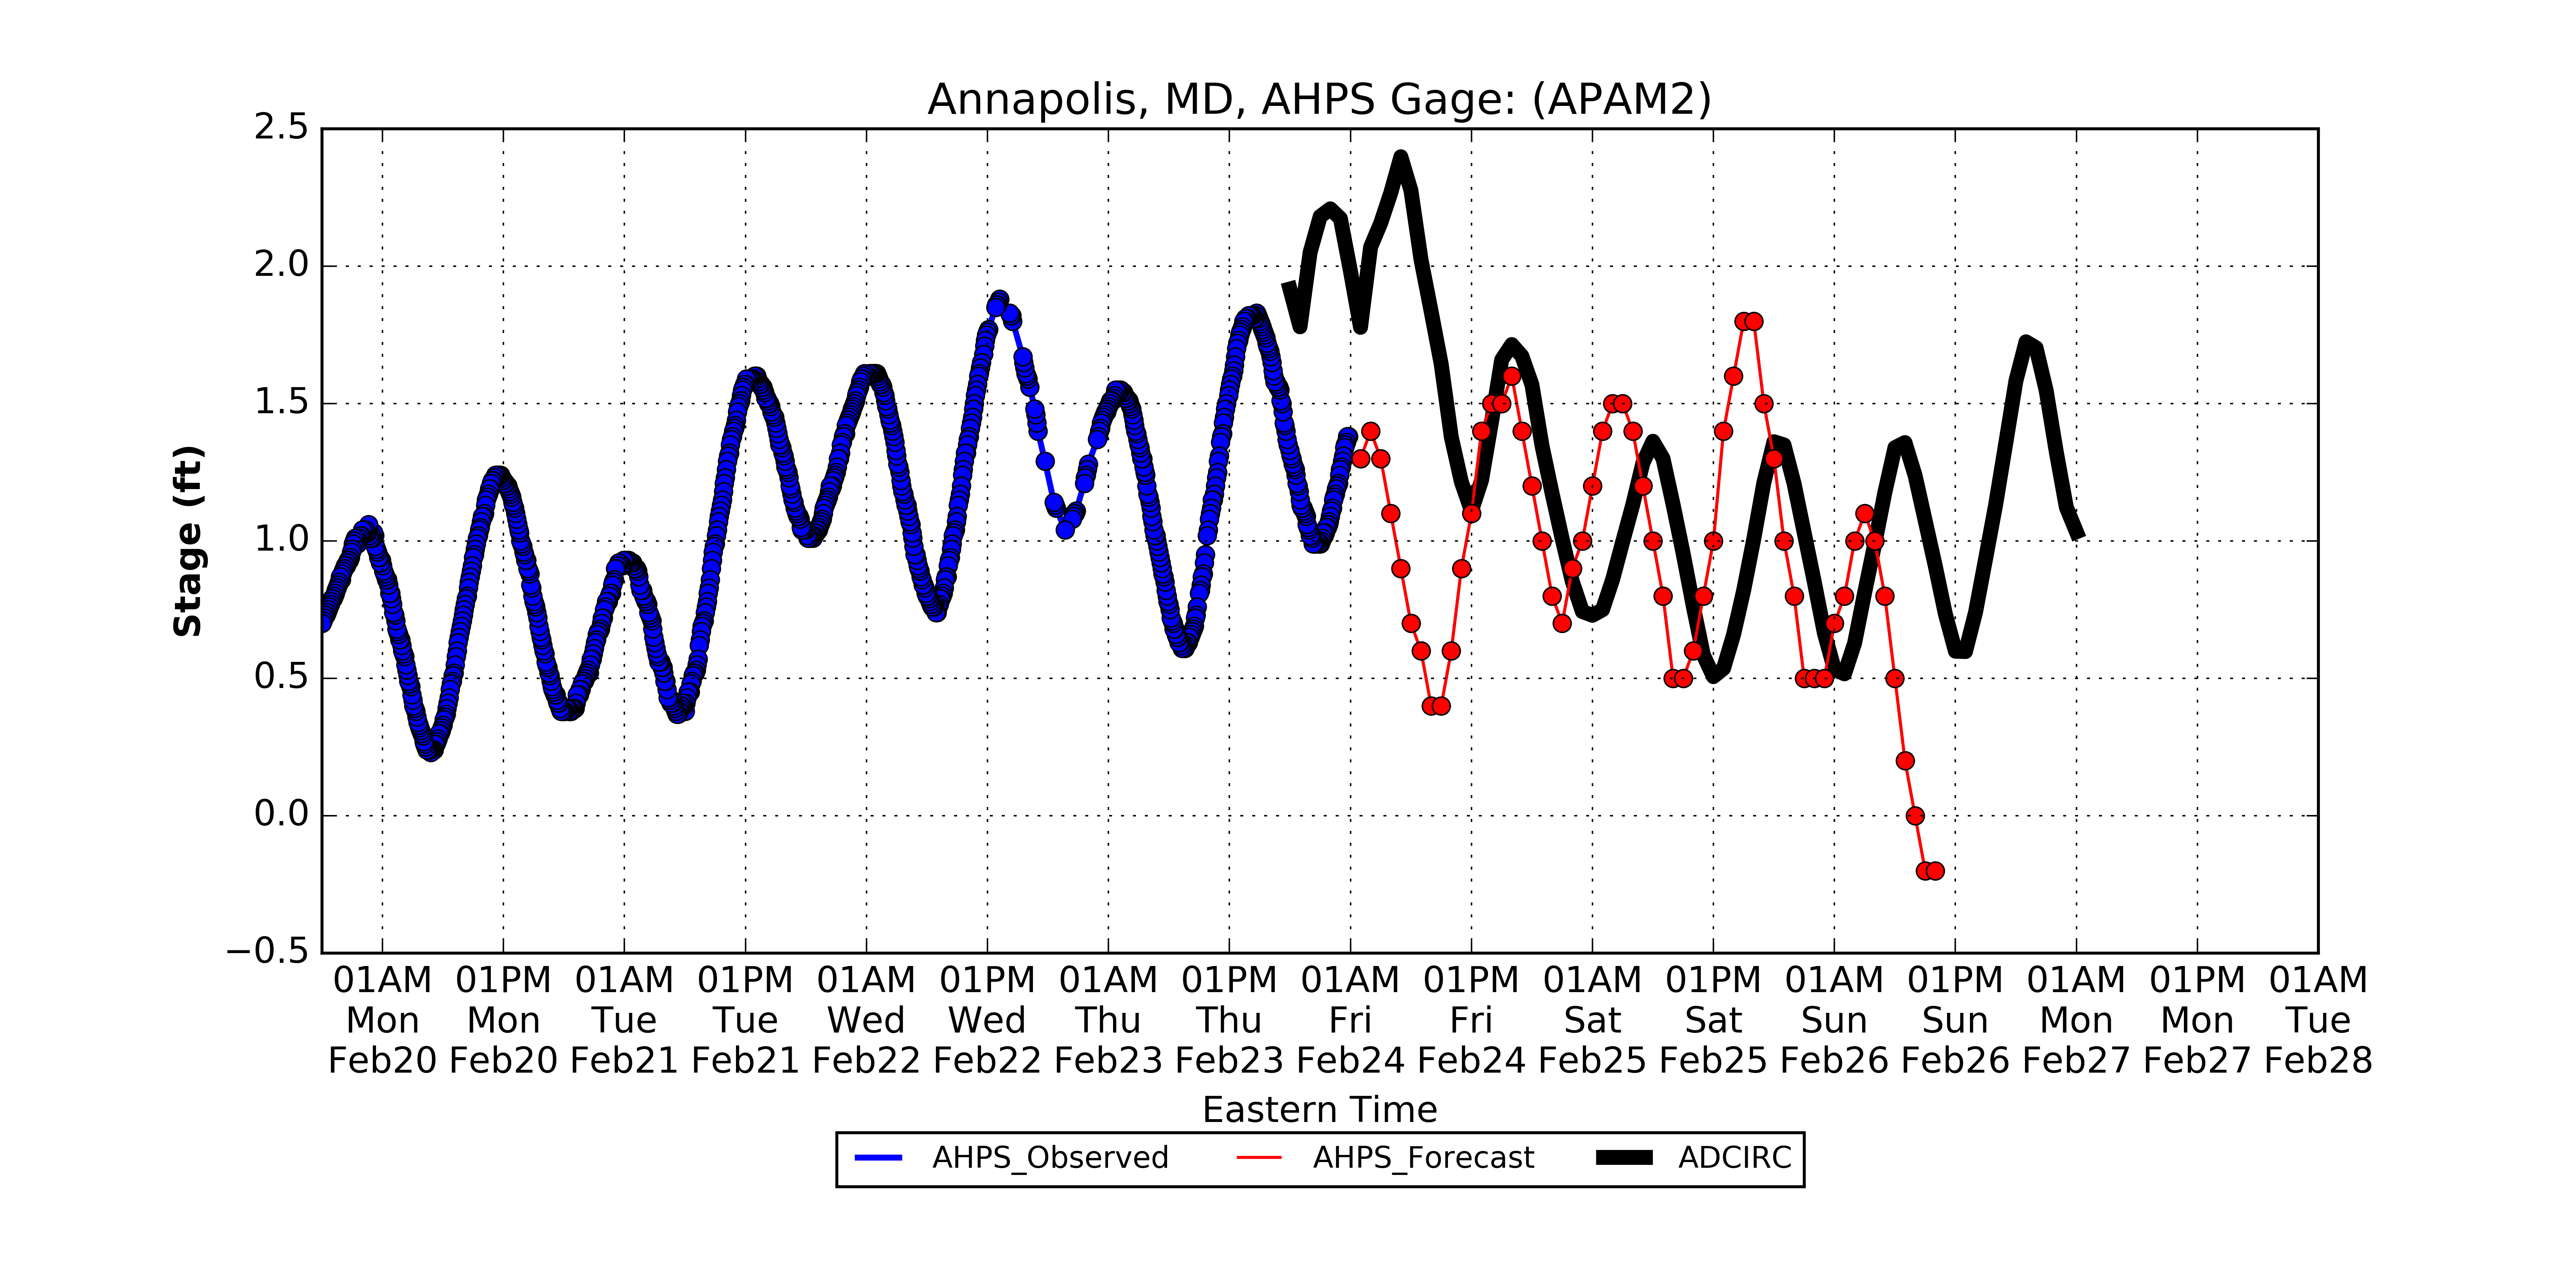 Annapolis, MD, AHPS Gage: (APAM2)
2.5
2.0
1.5
1.0
0.5
0.0
−0.5
Stage (ft)
01AM 01PM 01AM 01PM 01AM 01PM 01AM 01PM 01AM 01PM 01AM 01PM 01AM 01PM 01AM 01PM 01AM
Mon Mon Tue Tue Wed Wed Thu Thu Fri Fri Sat Sat Sun Sun Mon Mon Tue
Feb20 Feb20 Feb21 Feb21 Feb22 Feb22 Feb23 Feb23 Feb24 Feb24 Feb25 Feb25 Feb26 Feb26 Feb27 Feb27 Feb28
Eastern Time
AHPS_Observed AHPS_Forecast ADCIRC